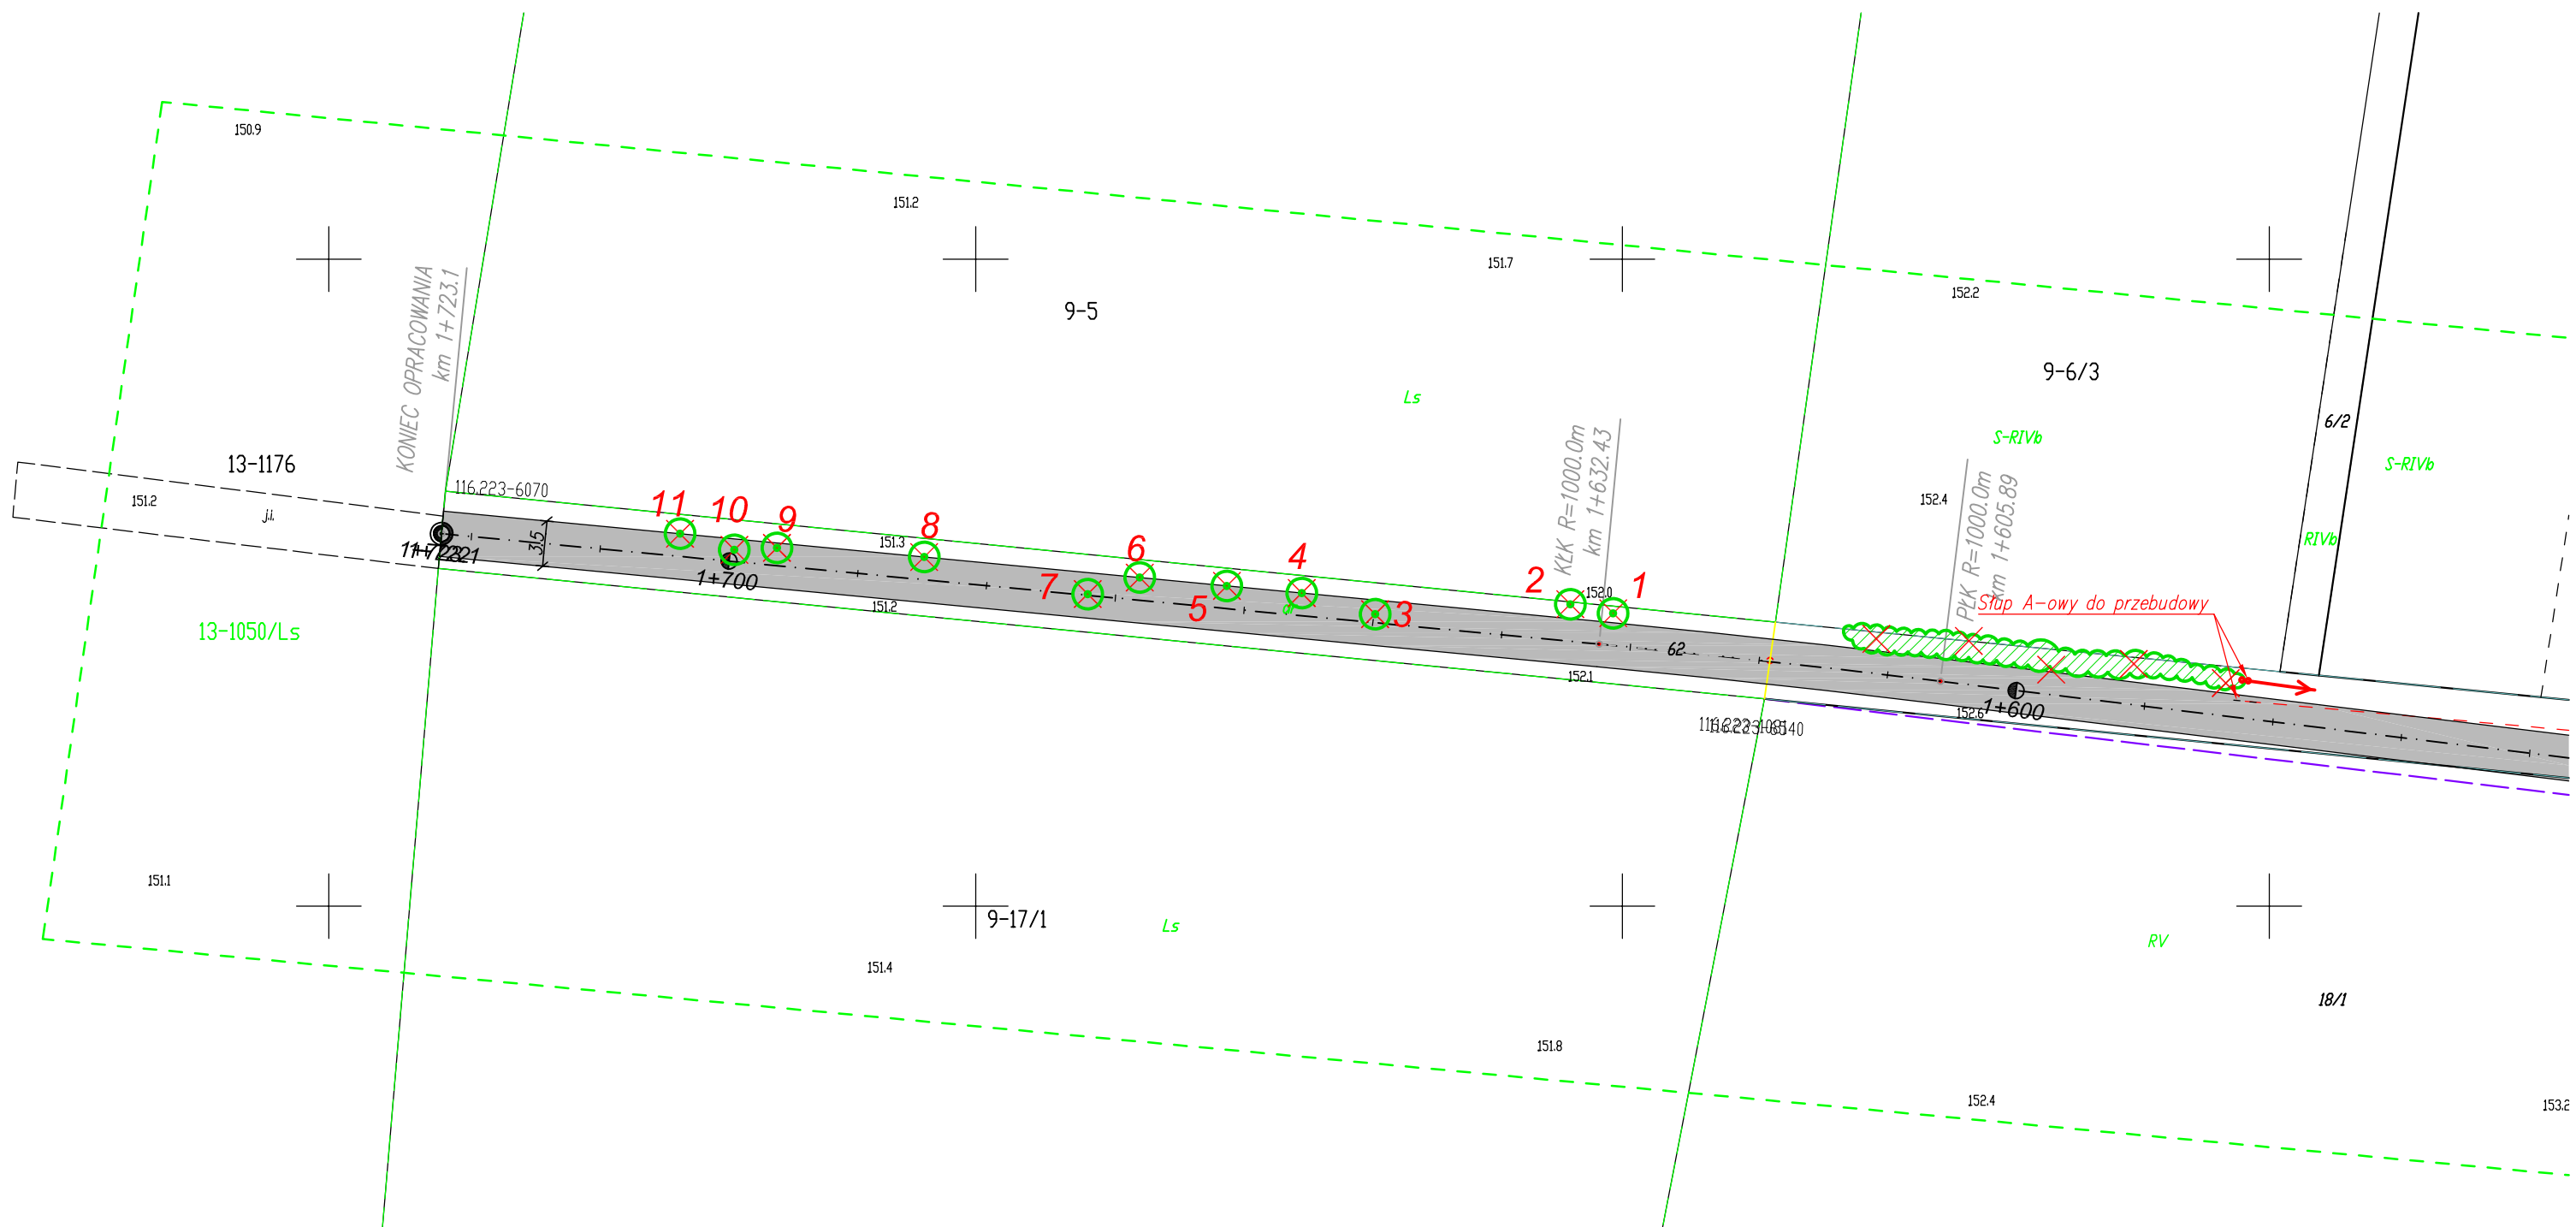 150.9
151.2
151.7
9-5
152.2
9-6/3
Ls
6/2
S-RIVb
S-RIVb
KONIEC OPRACOWANIA
km 1+723.1
13-1176
151.2
j.i.
116.223-6070
KŁK R=1000.0m
km 1+632.43
PŁK R=1000.0m
km 1+605.89
152.4
RIVb
11
10
9
8
6
4
2
1
7
5
3
3.5
151.3
152.0
1+700
151.2
62
152.1
Słup A-owy do przebudowy
1+600
152.6
13-1050/Ls
151.1
9-17/1
Ls
RV
151.4
18/1
151.8
152.4
153.2